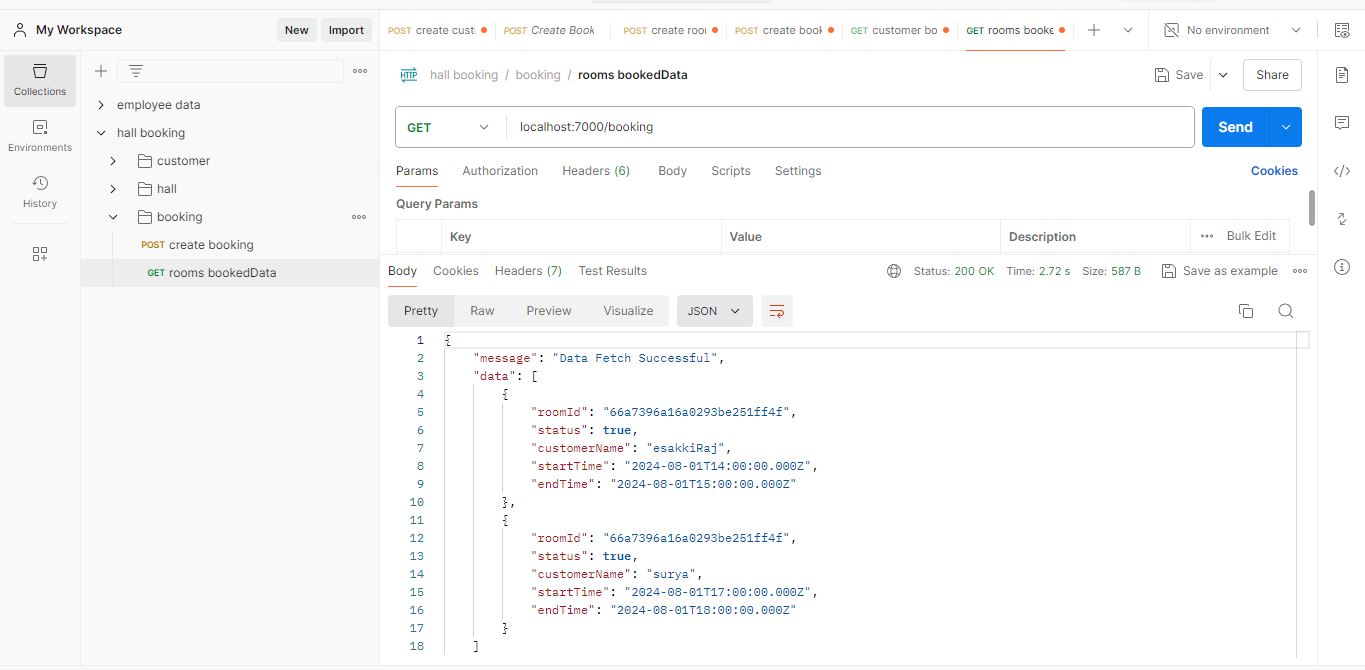 My Workspace
New
Import
POST create cust
POST Create Book
POST create roor
POST create book
GET customer bo
GET rooms booke
No environment
Collections
Environments
History
employee data
hall booking
customer
hall
booking
POST create booking
GET rooms bookedData
HTTP hall booking / booking / rooms bookedData
Save
Share
GET
localhost:7000/booking
Send
Params
Authorization
Headers (6)
Body
Scripts
Settings
Cookies
Query Params
Key
Value
Description
Bulk Edit
Body
Cookies
Headers (7)
Test Results
Status: 200 OK
Time: 2.72 s
Size: 587 B
Save as example
Pretty
Raw
Preview
Visualize
JSON
1 {
2 "message": "Data Fetch Successful",
3 "data": [
4 {
5 "roomId": "66a7396a16a0293be251ff4f",
6 "status": true,
7 "customerName": "esakkiRaj",
8 "startTime": "2024-08-01T14:00:00.000Z",
9 "endTime": "2024-08-01T15:00:00.000Z"
10 },
11 {
12 "roomId": "66a7396a16a0293be251ff4f",
13 "status": true,
14 "customerName": "surya",
15 "startTime": "2024-08-01T17:00:00.000Z",
16 "endTime": "2024-08-01T18:00:00.000Z"
17 }
18 ]